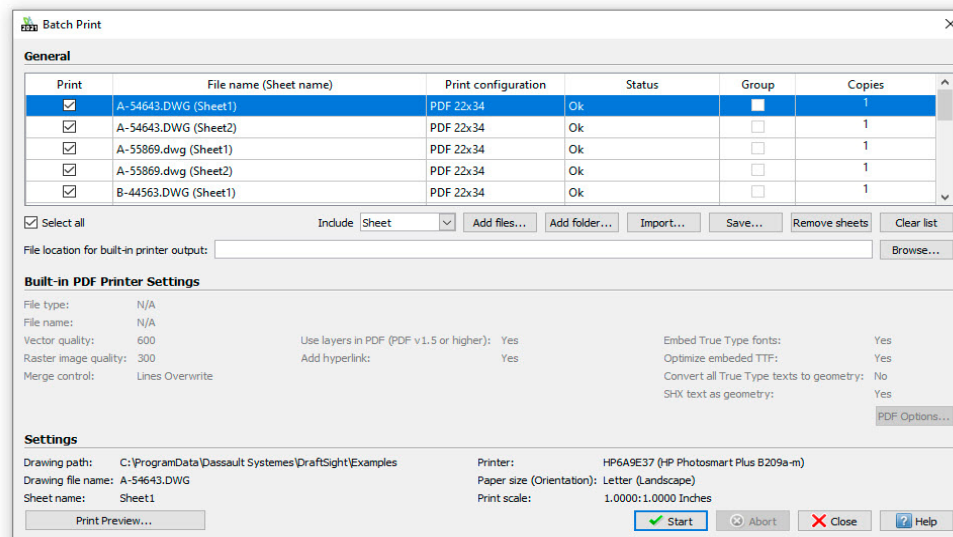 2021 Batch Print
General
Print File name (Sheet name) Print configuration Status Group Copies
A-54643.DWG (Sheet1) PDF 22x34 Ok 1
A-54643.DWG (Sheet2) PDF 22x34 Ok 1
A-55869.dwg (Sheet1) PDF 22x34 Ok 1
A-55869.dwg (Sheet2) PDF 22x34 Ok 1
B-44563.DWG (Sheet1) PDF 22x34 Ok 1
Select all Include Sheet Add files... Add folder... Import... Save... Remove sheets Clear list
File location for built-in printer output: Browse...
Built-in PDF Printer Settings
File type: N/A
File name: N/A
Vector quality: 600 Use layers in PDF (PDF v1.5 or higher): Yes Embed True Type fonts: Yes
Raster image quality: 300 Add hyperlink: Yes Optimize embeded TTF: Yes
Merge control: Lines Overwrite Convert all True Type texts to geometry: No
SHX text as geometry: Yes
PDF Options...
Settings
Drawing path: C:\ProgramData\Dassault Systemes\DraftSight\Examples Printer: HP6A9E37 (HP Photosmart Plus B209a-m)
Drawing file name: A-54643.DWG Paper size (Orientation): Letter (Landscape)
Sheet name: Sheet1 Print scale: 1.0000:1.0000 Inches
Print Preview... Start Abort Close Help